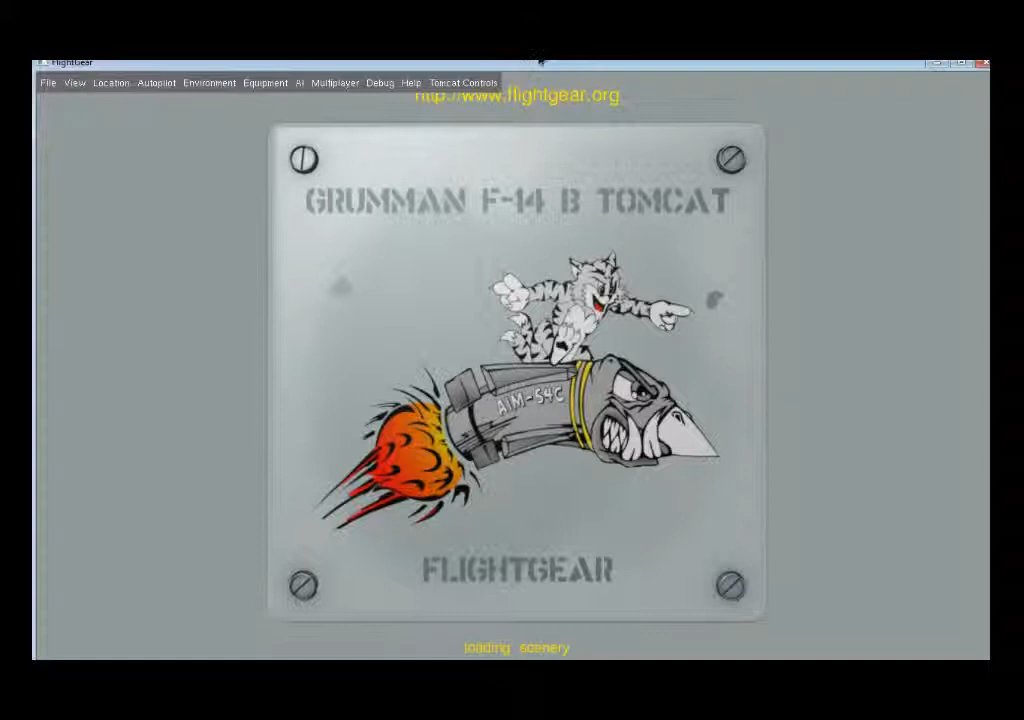 FlightGear
File View Location Autopilot Environment Equipment AI Multiplayer Debug Help Tomcat Controls
http://www.flightgear.org
GRUMMAN F-14 B TOMCAT
AIM-54C
FLIGHTGEAR
loading scenery